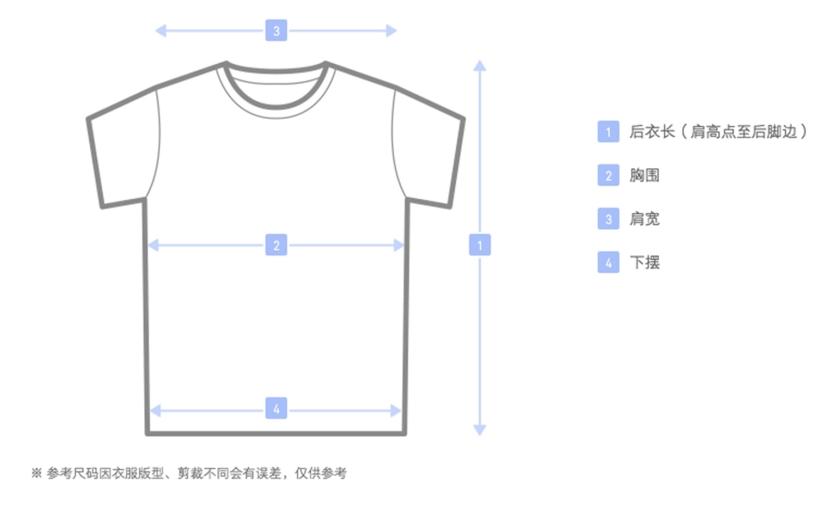 3
1 后衣长（肩高点至后脚边）
2 胸围
3 肩宽
2
1
4 下摆
4
※ 参考尺码因衣服版型、剪裁不同会有误差，仅供参考